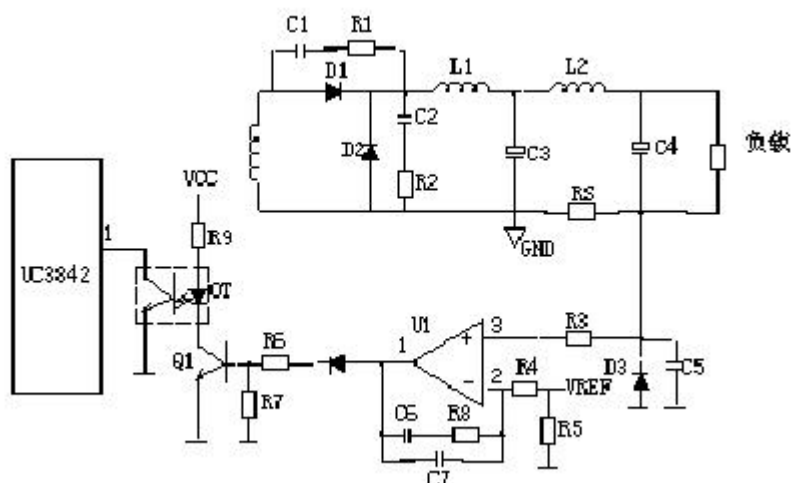 C1
R1
D1
L1
L2
C2
D2
C3
C4
负载
R2
RS
VCC
GND
1
R9
UC3842
OT
U1
3
R3
1
R6
Q1
D3
C5
2
R4
VREF
R7
C6
R8
R5
C7